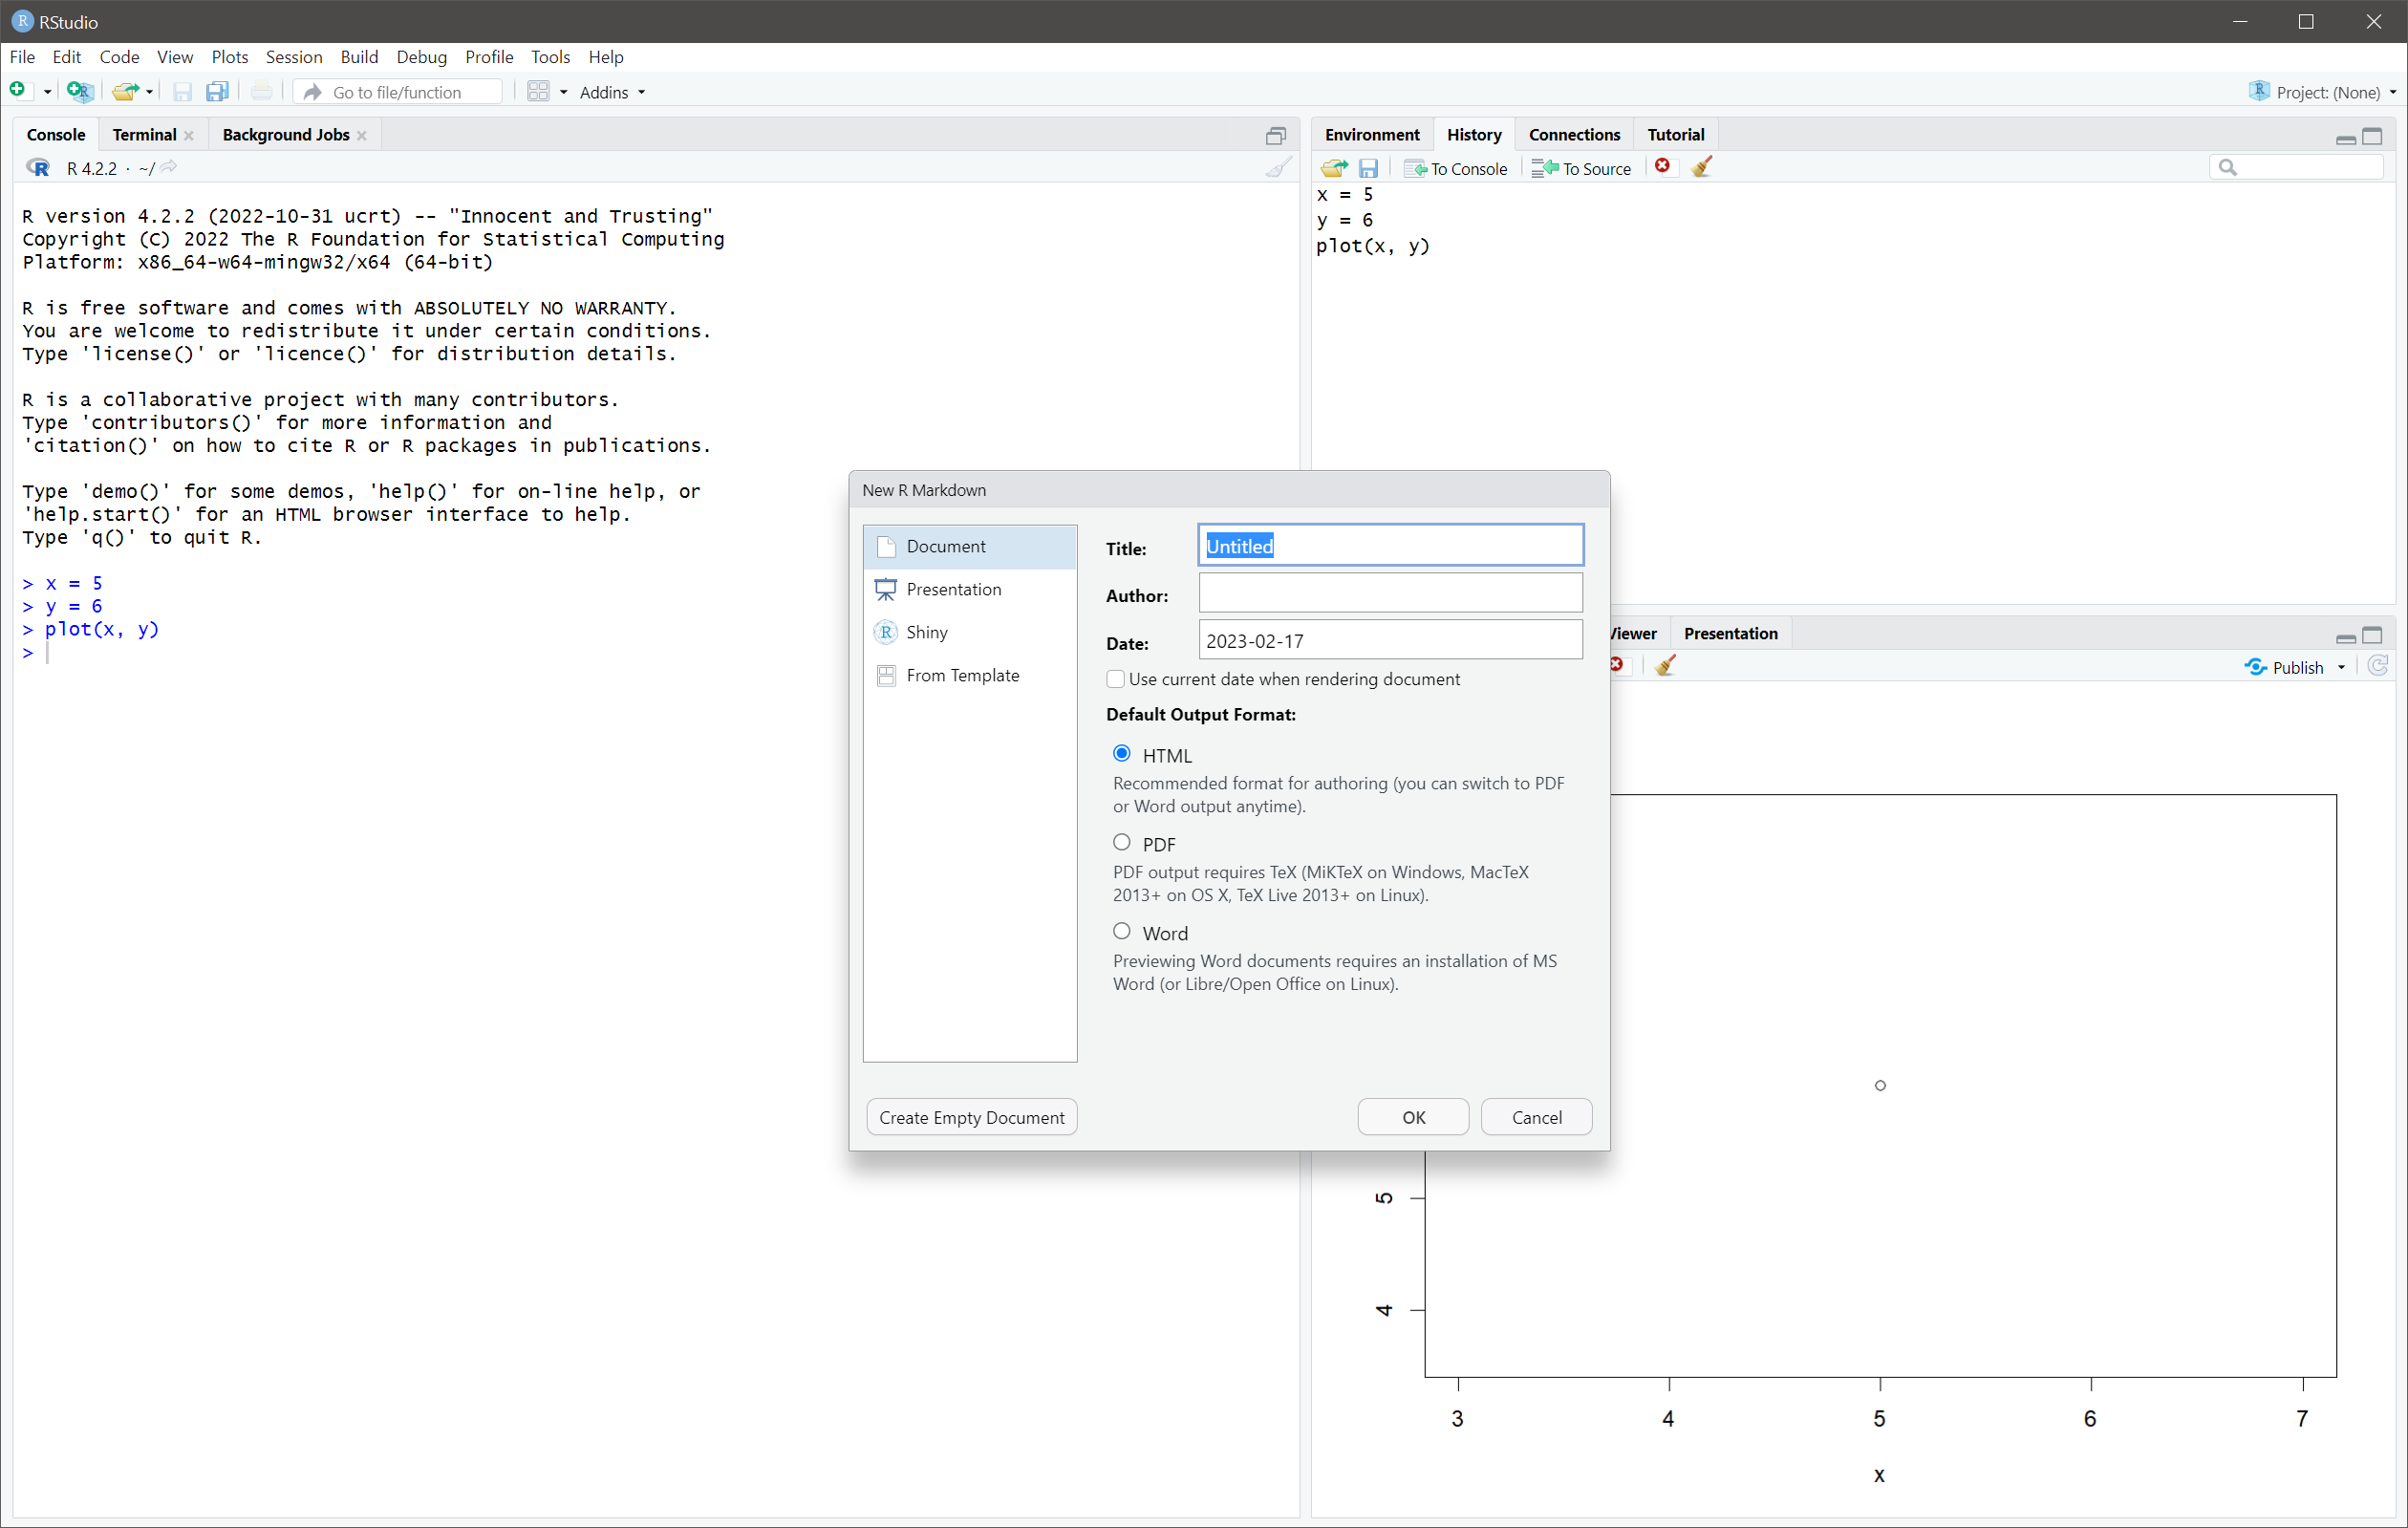 RStudio
File Edit Code View Plots Session Build Debug Profile Tools Help
Go to file/function Addins Project: (None)
Console Terminal Background Jobs
R 4.2.2 · ~/
R version 4.2.2 (2022-10-31 ucrt) -- "Innocent and Trusting"
Copyright (C) 2022 The R Foundation for Statistical Computing
Platform: x86_64-w64-mingw32/x64 (64-bit)
R is free software and comes with ABSOLUTELY NO WARRANTY.
You are welcome to redistribute it under certain conditions.
Type 'license()' or 'licence()' for distribution details.
R is a collaborative project with many contributors.
Type 'contributors()' for more information and
'citation()' on how to cite R or R packages in publications.
Type 'demo()' for some demos, 'help()' for on-line help, or
'help.start()' for an HTML browser interface to help.
Type 'q()' to quit R.
> x = 5
> y = 6
> plot(x, y)
>
Environment History Connections Tutorial
To Console To Source
x = 5
y = 6
plot(x, y)
New R Markdown
Document
Presentation
Shiny
From Template
Title: Untitled
Author:
Date: 2023-02-17
Use current date when rendering document
Default Output Format:
HTML
Recommended format for authoring (you can switch to PDF
or Word output anytime).
PDF
PDF output requires TeX (MiKTeX on Windows, MacTeX
2013+ on OS X, TeX Live 2013+ on Linux).
Word
Previewing Word documents requires an installation of MS
Word (or Libre/Open Office on Linux).
Create Empty Document OK Cancel
Viewer Presentation
Publish
5
4
3 4 5 6 7
x